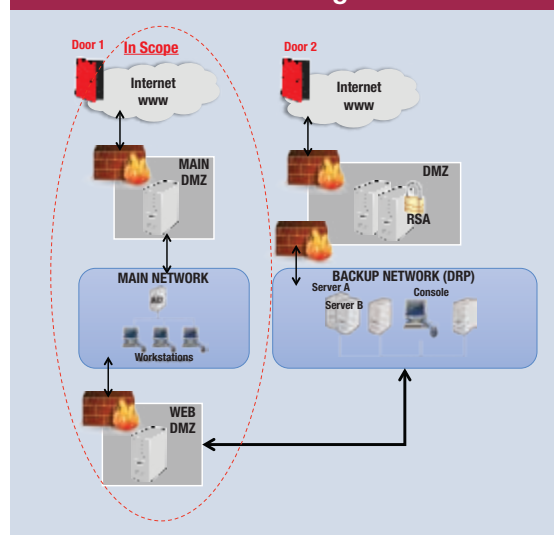 Door 1
In Scope
Internet
www
MAIN
DMZ
MAIN NETWORK
AD
Workstations
WEB
DMZ
Door 2
Internet
www
DMZ
RSA
BACKUP NETWORK (DRP)
Server A
Server B
Console